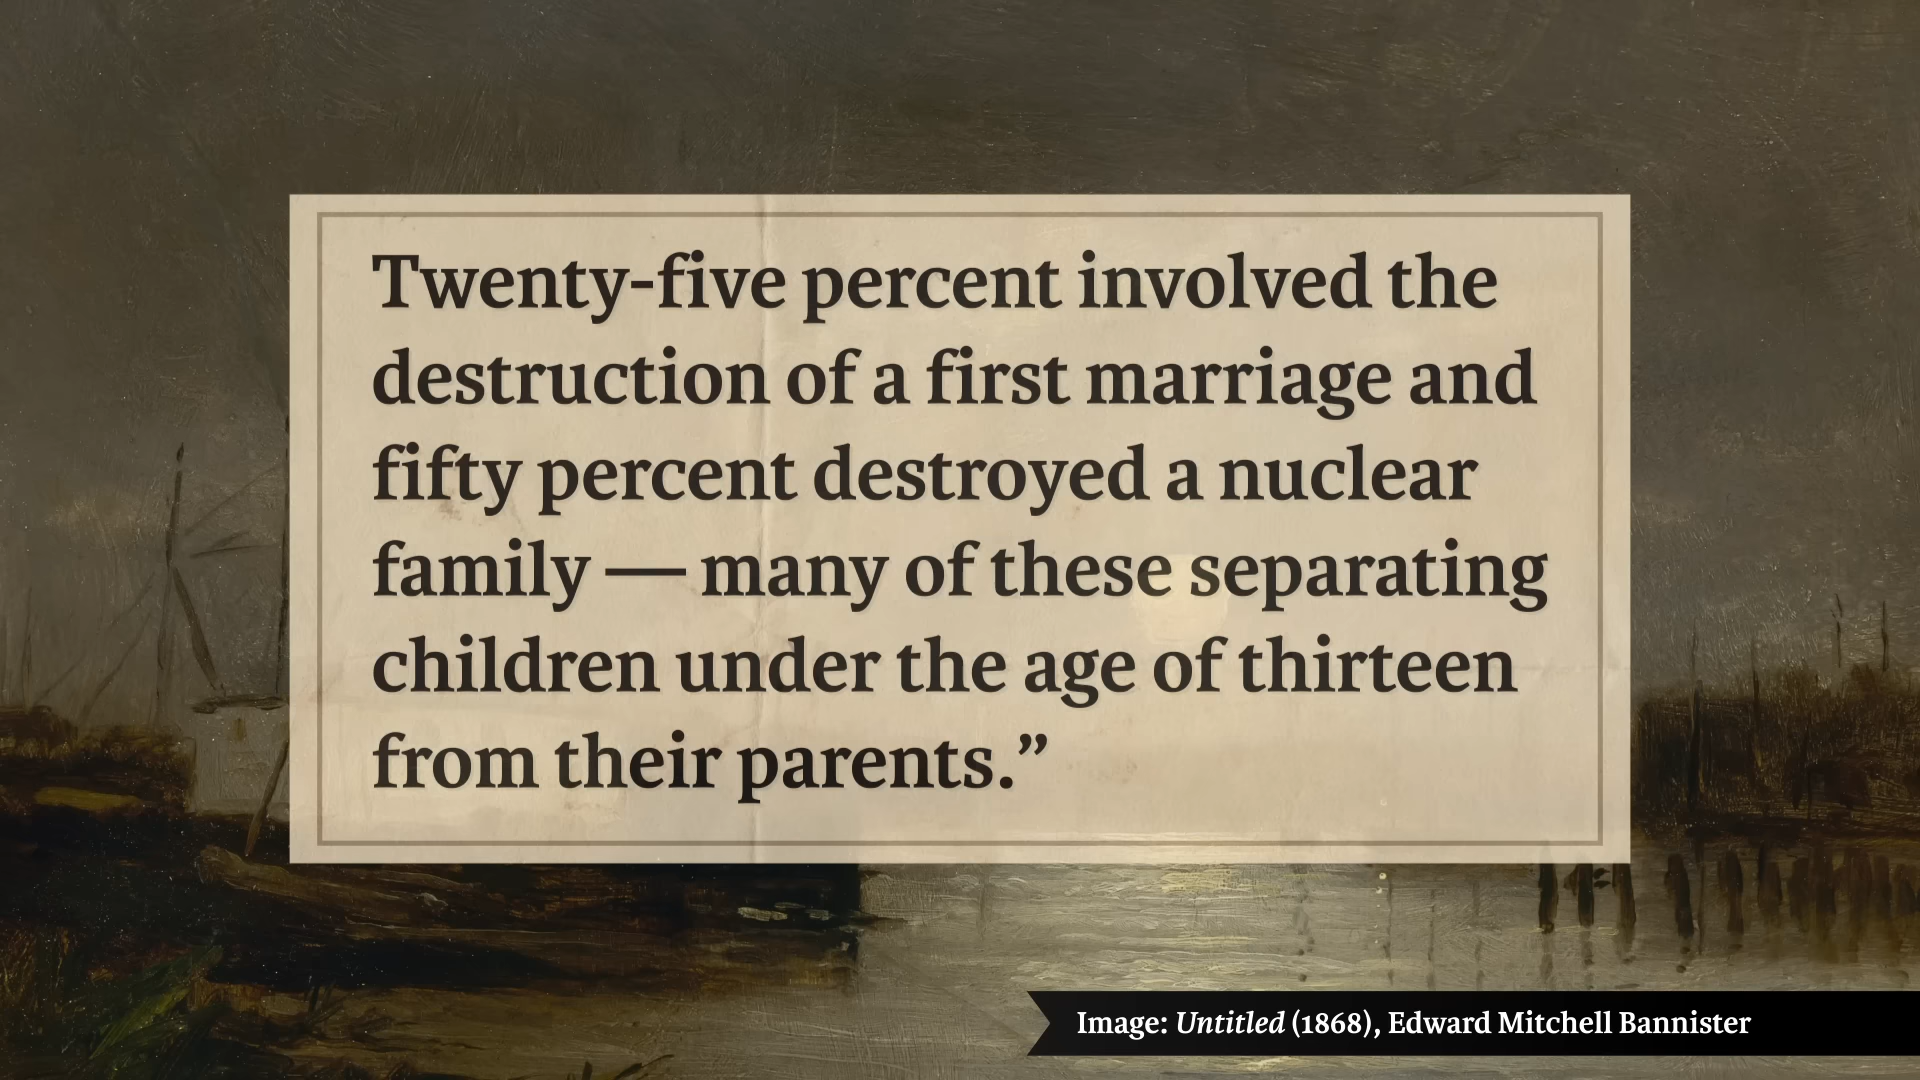 Twenty-five percent involved the
destruction of a first marriage and
fifty percent destroyed a nuclear
family — many of these separating
children under the age of thirteen
from their parents.”
Image: Untitled (1868), Edward Mitchell Bannister